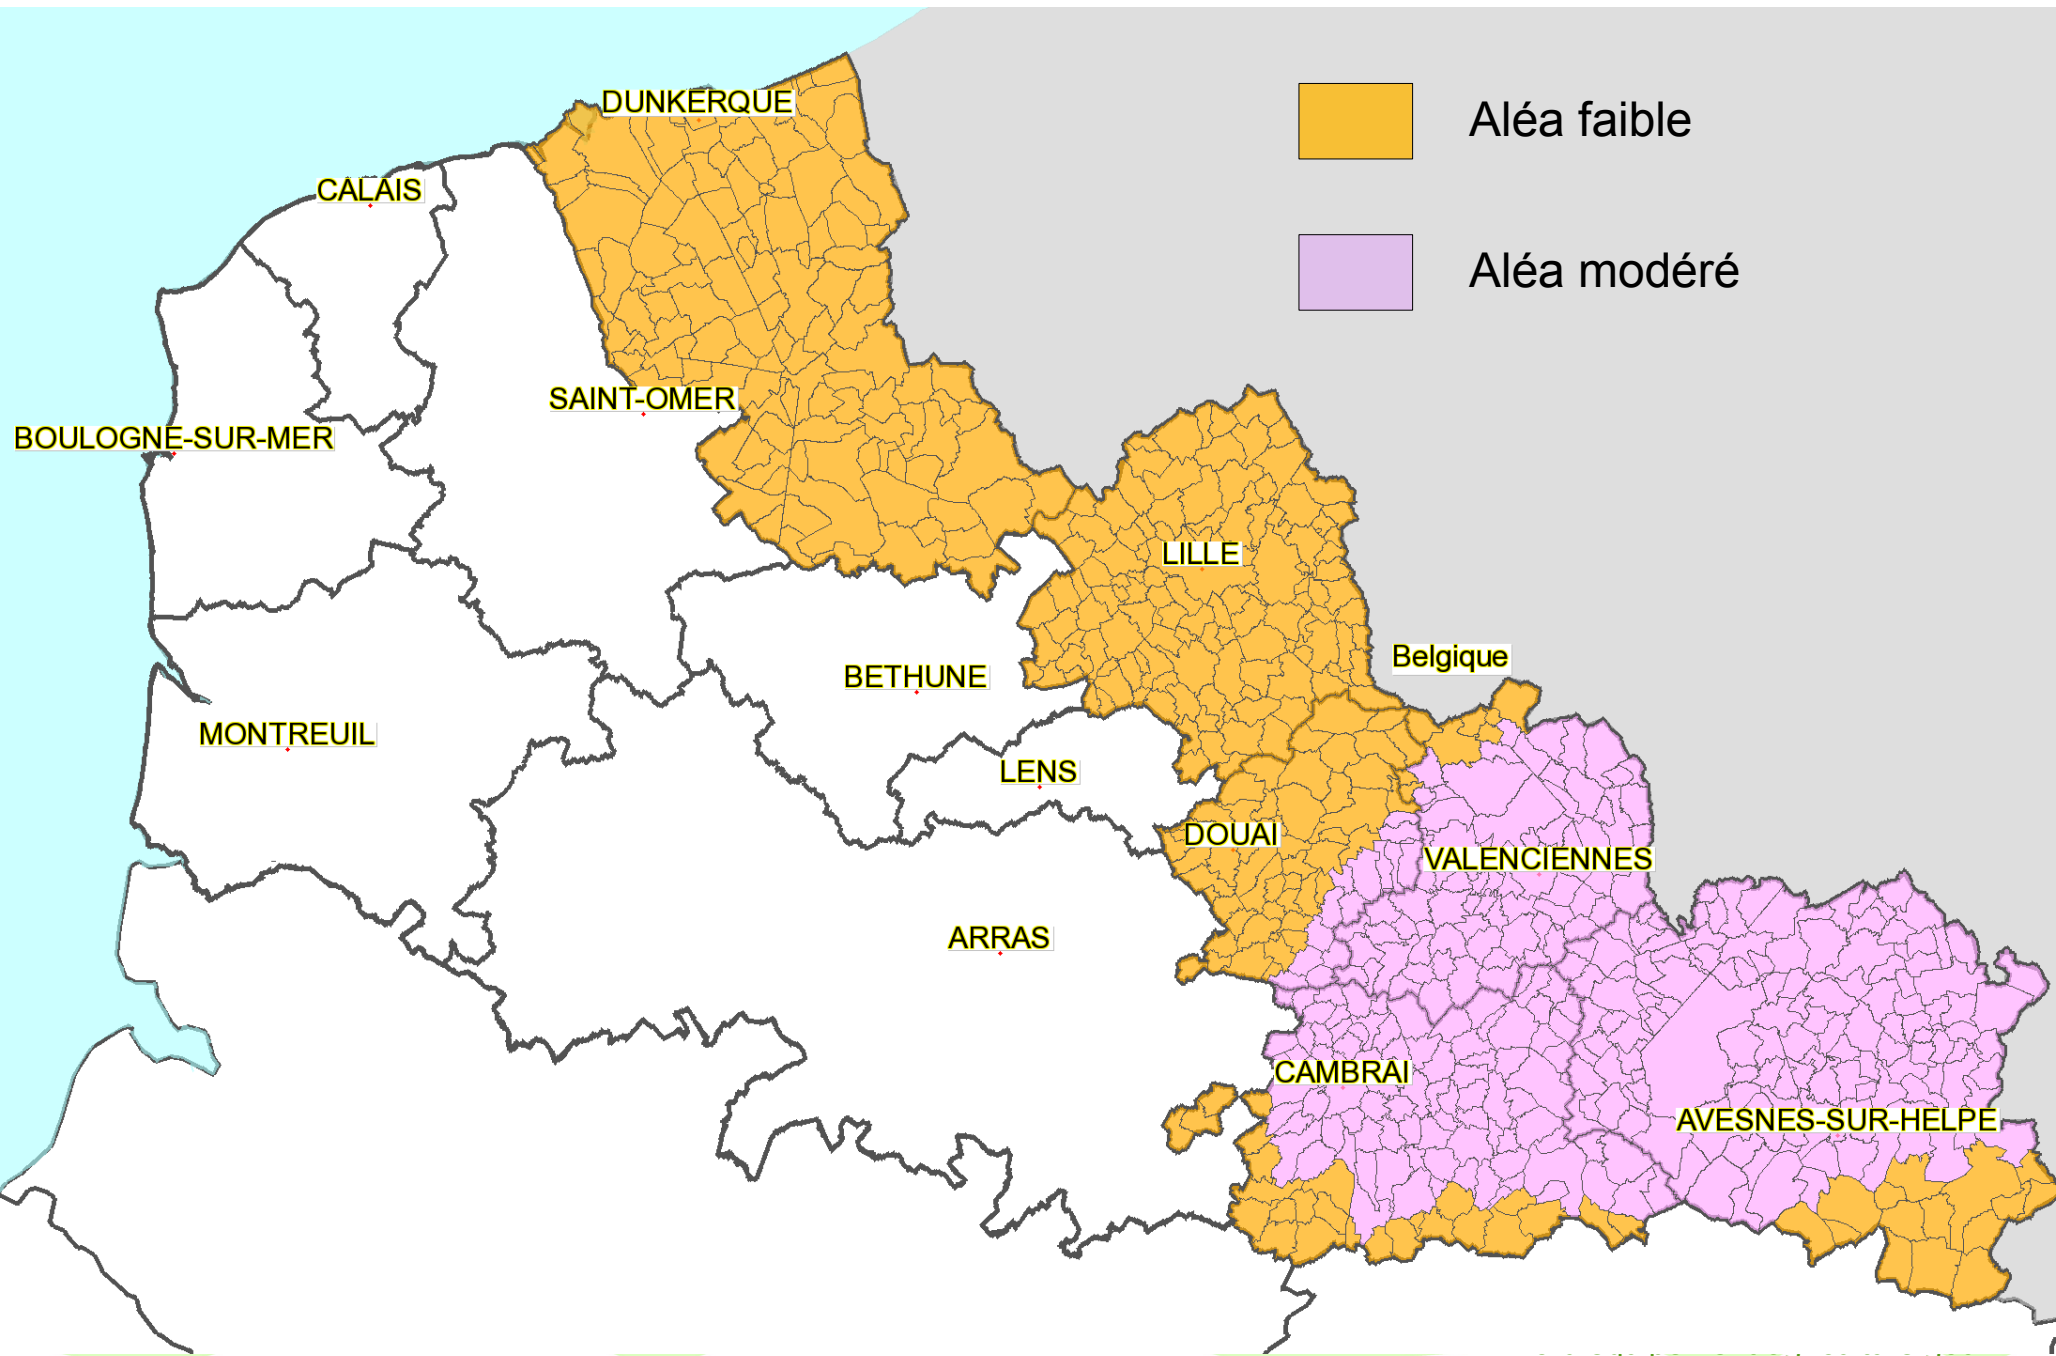 DUNKERQUE
Aléa faible
CALAIS
Aléa modéré
SAINT-OMER
BOULOGNE-SUR-MER
LILLE
Belgique
BETHUNE
MONTREUIL
LENS
DOUAI
VALENCIENNES
ARRAS
CAMBRAI
AVESNES-SUR-HELPE